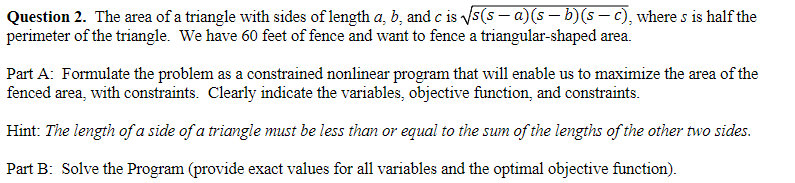 Question 2. The area of a triangle with sides of length a, b, and c is √s(s − a)(s − b)(s − c), where s is half the
perimeter of the triangle. We have 60 feet of fence and want to fence a triangular-shaped area.
Part A: Formulate the problem as a constrained nonlinear program that will enable us to maximize the area of the
fenced area, with constraints. Clearly indicate the variables, objective function, and constraints.
Hint: The length of a side of a triangle must be less than or equal to the sum of the lengths of the other two sides.
Part B: Solve the Program (provide exact values for all variables and the optimal objective function).